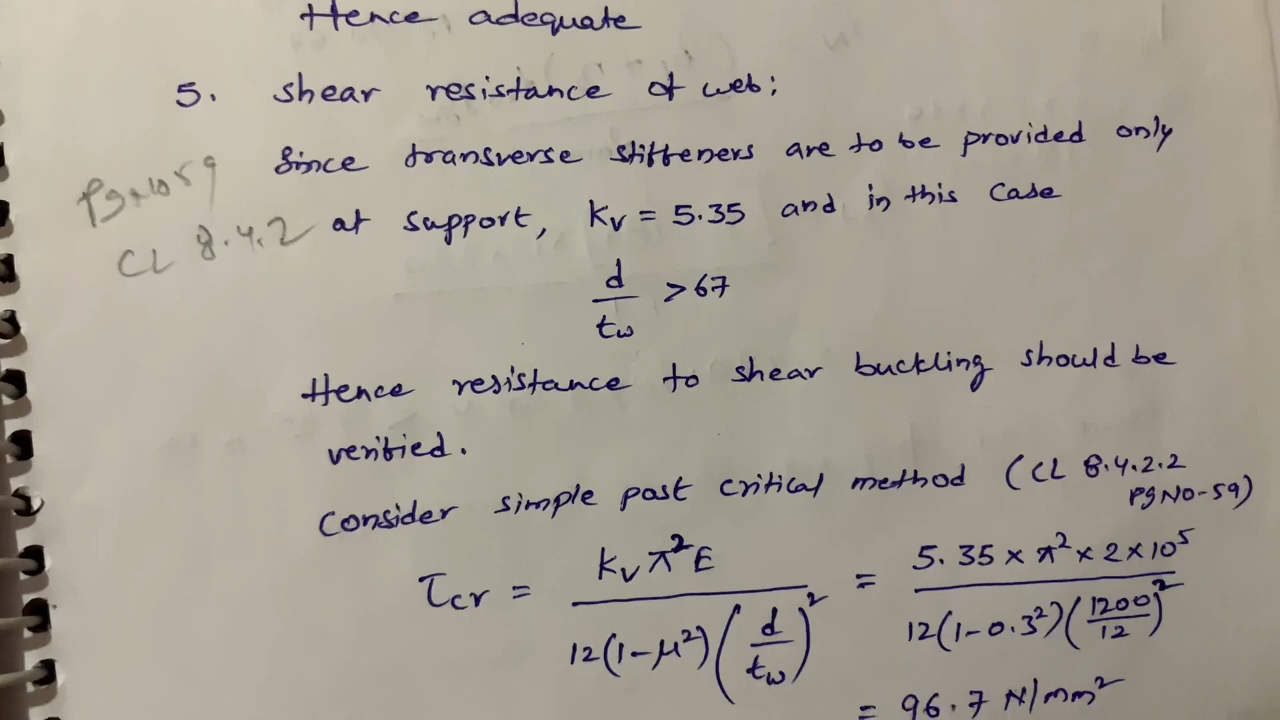 Hence adequate
5. shear resistance of web:
Since transverse stiffeners are to be provided only
Pg no 59
CL 8.4.2
at support, kv = 5.35 and in this case
d/tw > 67
Hence resistance to shear buckling should be
verified.
Consider simple post critical method (CL 8.4.2.2
Pg NO-59)
τcr = kv π² E / 12(1-μ²)(d/tw)² = 5.35 × π² × 2 × 10⁵ / 12(1-0.3²)(1200/12)²
= 96.7 N/mm²